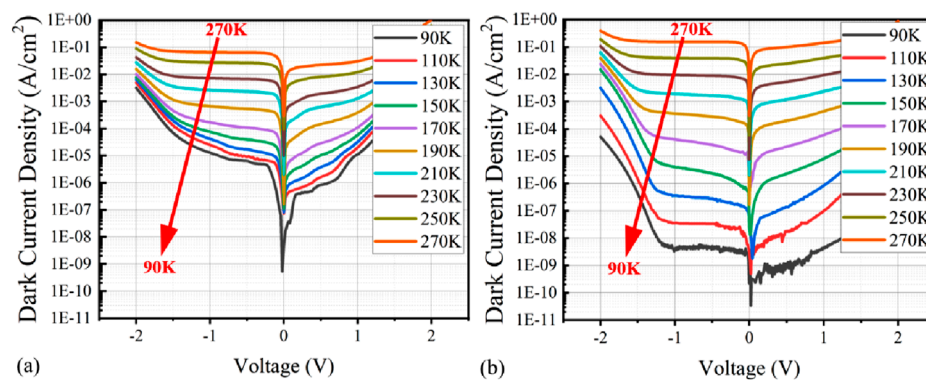 1E+00
1E-01
1E-02
1E-03
1E-04
1E-05
1E-06
1E-07
1E-08
1E-09
1E-10
1E-11
Dark Current Density (A/cm²)
270K
90K
90K
110K
130K
150K
170K
190K
210K
230K
250K
270K
-2 -1 0 1 2
Voltage (V)
(a)
1E+00
1E-01
1E-02
1E-03
1E-04
1E-05
1E-06
1E-07
1E-08
1E-09
1E-10
1E-11
Dark Current Density (A/cm²)
270K
90K
90K
110K
130K
150K
170K
190K
210K
230K
250K
270K
-2 -1 0 1 2
Voltage (V)
(b)